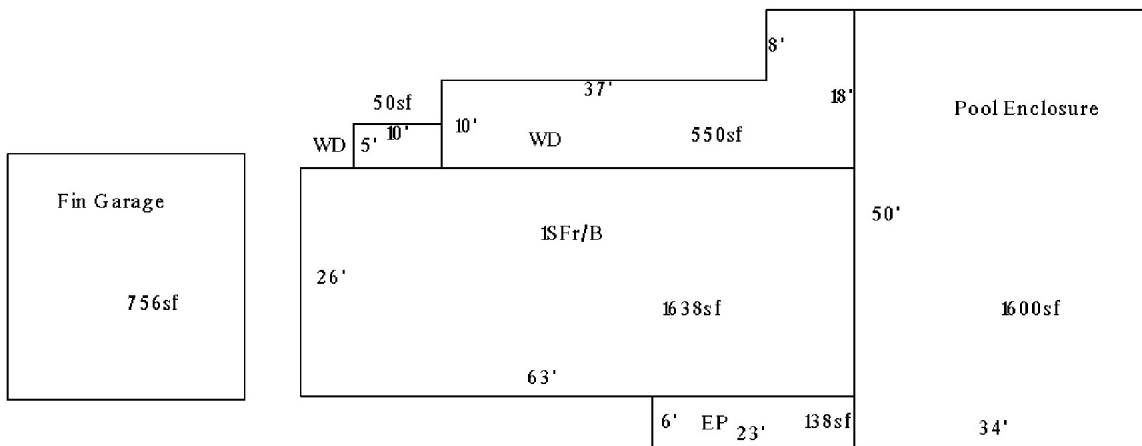 8'
37'
18'
50sf
Pool Enclosure
10'
10'
WD
5'
WD
550sf
Fin Garage
50'
1SFr/B
26'
756sf
1638sf
1600sf
63'
6'
EP
23'
138sf
34'